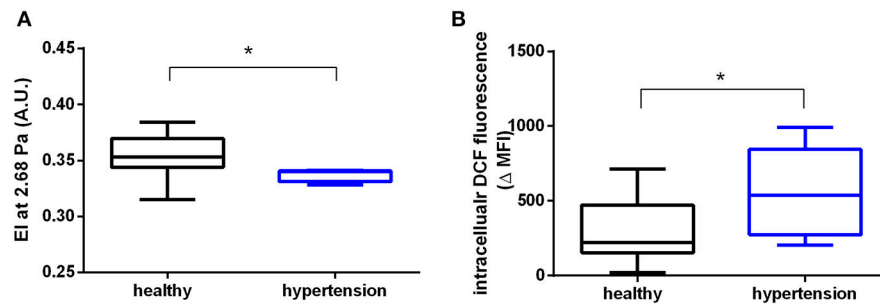 A
EI at 2.68 Pa (A.U.)
0.45
0.40
0.35
0.30
0.25
*
healthy
hypertension
B
intracellualr DCF fluorescence
(Δ MFI)
1500
1000
500
0
*
healthy
hypertension